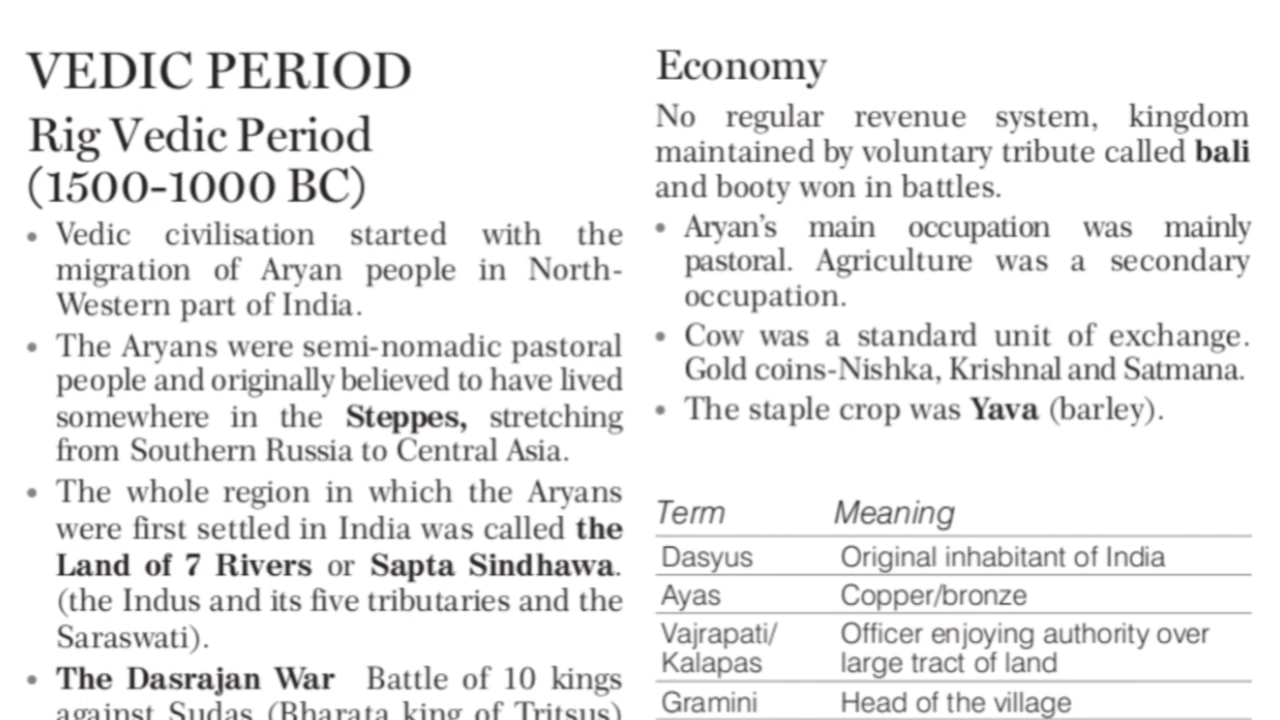 VEDIC PERIOD
Rig Vedic Period
(1500-1000 BC)
• Vedic civilisation started with the
migration of Aryan people in North-
Western part of India.
• The Aryans were semi-nomadic pastoral
people and originally believed to have lived
somewhere in the Steppes, stretching
from Southern Russia to Central Asia.
• The whole region in which the Aryans
were first settled in India was called the
Land of 7 Rivers or Sapta Sindhawa.
(the Indus and its five tributaries and the
Saraswati).
• The Dasrajan War Battle of 10 kings
against Sudas (Bharata king of Tritsus)
Economy
No regular revenue system, kingdom
maintained by voluntary tribute called bali
and booty won in battles.
• Aryan's main occupation was mainly
pastoral. Agriculture was a secondary
occupation.
• Cow was a standard unit of exchange.
Gold coins-Nishka, Krishnal and Satmana.
• The staple crop was Yava (barley).
Term Meaning
Dasyus Original inhabitant of India
Ayas Copper/bronze
Vajrapati/ Officer enjoying authority over
Kalapas large tract of land
Gramini Head of the village